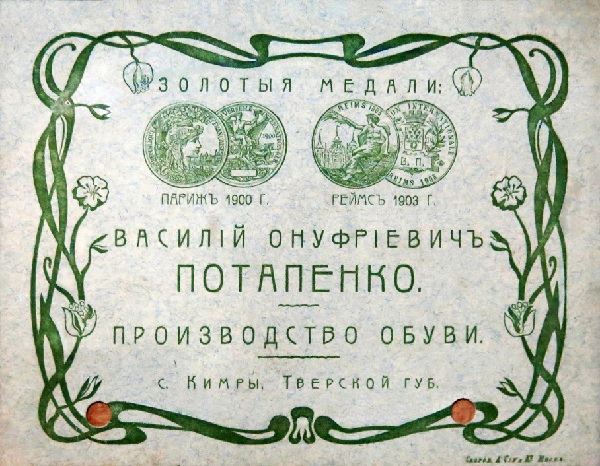 ЗОЛОТЫЯ МЕДАЛИ:
ПАРИЖЪ 1900 Г.
РЕЙМСЪ 1903 Г.
ВАСИЛІЙ ОНУФРІЕВИЧЪ
ПОТАПЕНКО.
ПРОИЗВОДСТВО ОБУВИ.
С. КИМРЫ, ТВЕРСКОЙ ГУБ.